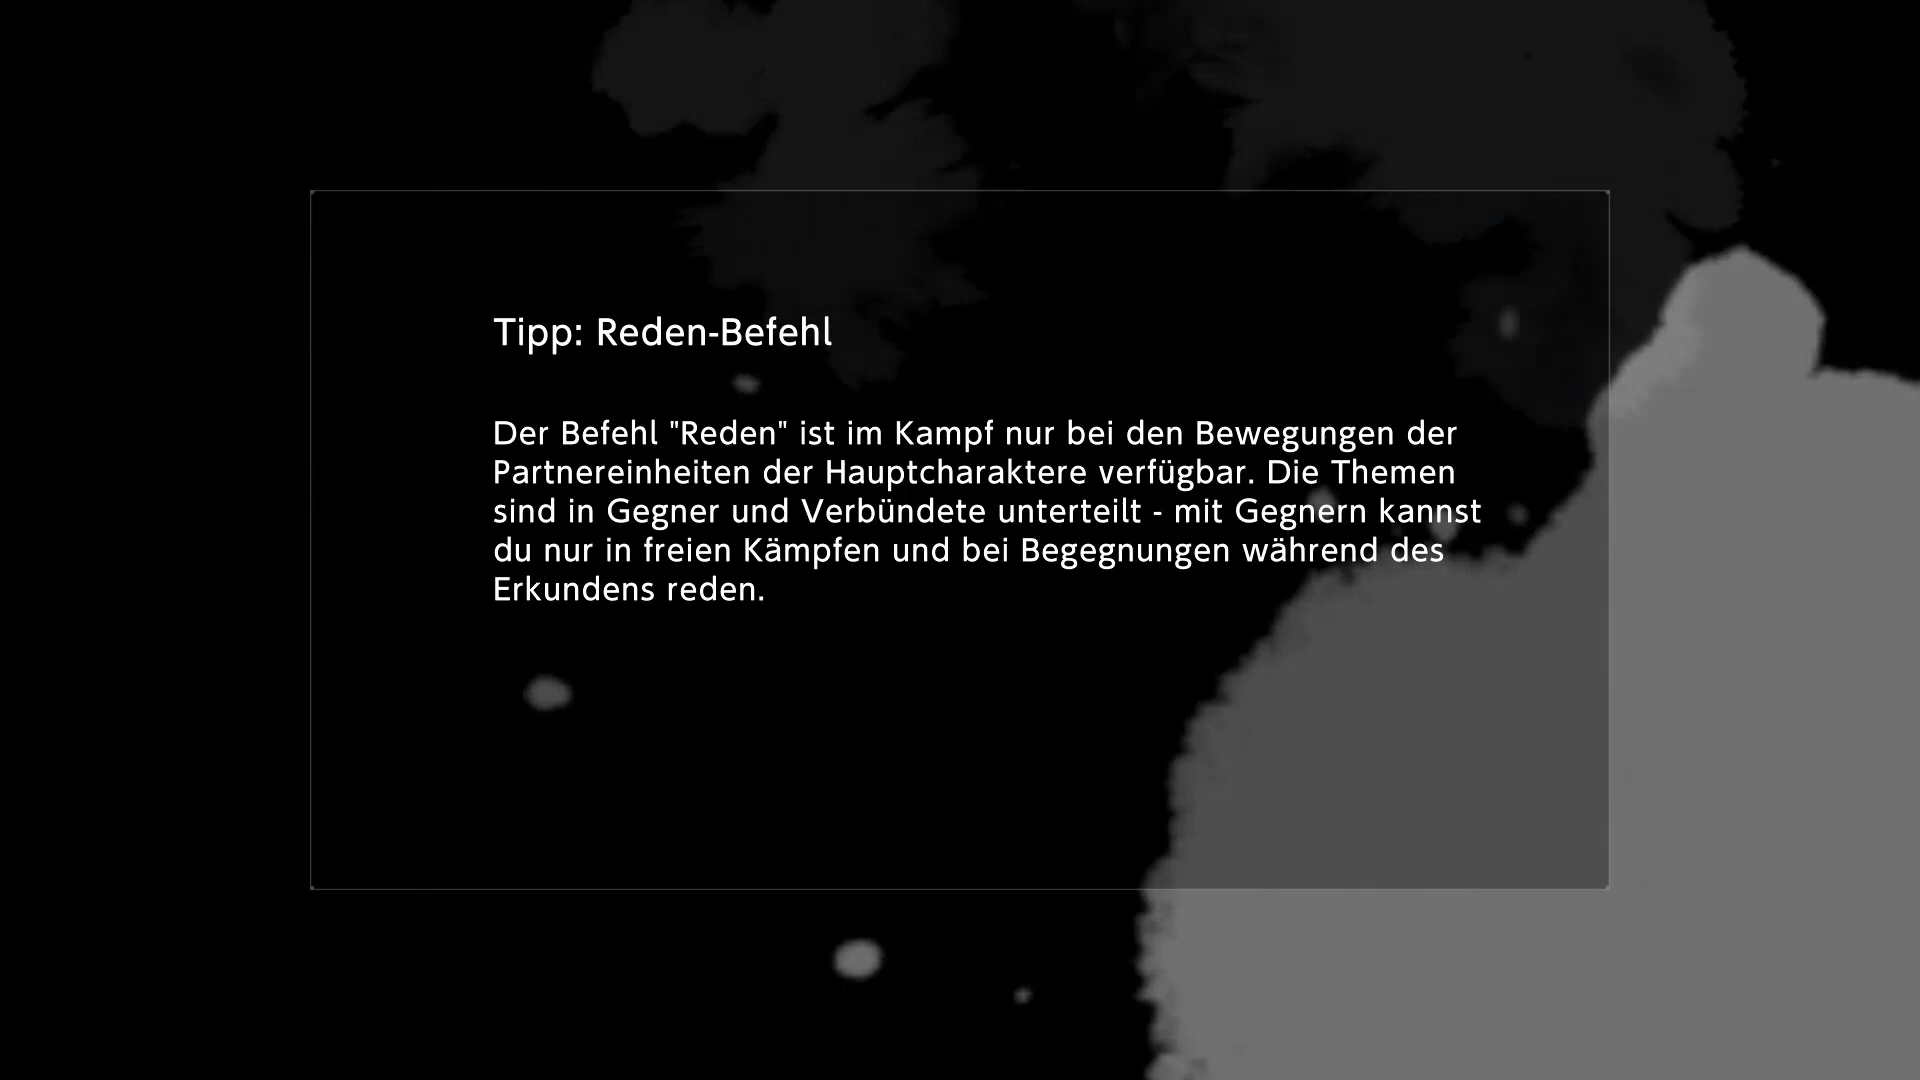 Tipp: Reden-Befehl
Der Befehl "Reden" ist im Kampf nur bei den Bewegungen der
Partnereinheiten der Hauptcharaktere verfügbar. Die Themen
sind in Gegner und Verbündete unterteilt - mit Gegnern kannst
du nur in freien Kämpfen und bei Begegnungen während des
Erkundens reden.